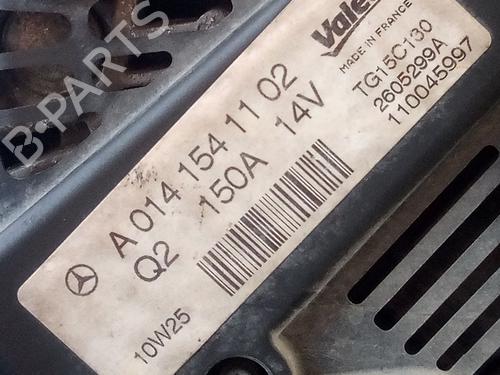 Valeo
MADE IN FRANCE
A 014 154 11 02
TG15C130
Q2 150A 14V
2605299A
110045997
10W25
B-PARTS